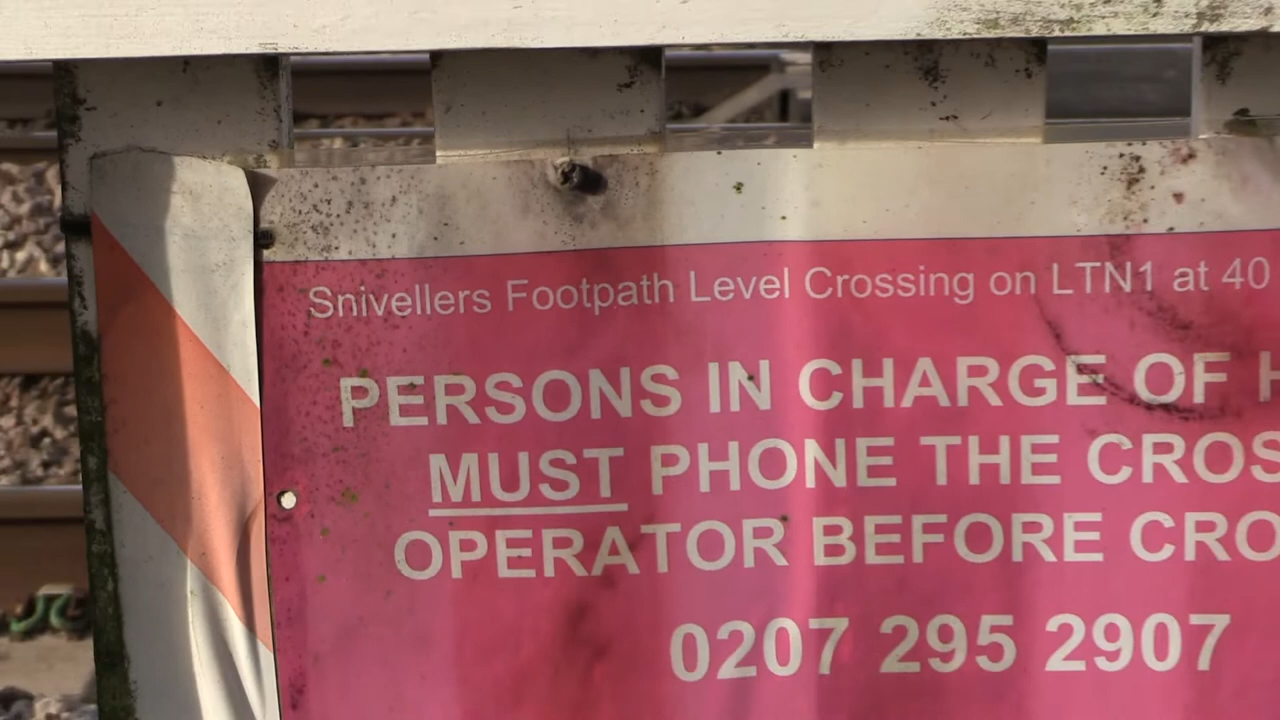 Snivellers Footpath Level Crossing on LTN1 at 40
PERSONS IN CHARGE OF
MUST PHONE THE
OPERATOR BEFORE
0207 295 2907